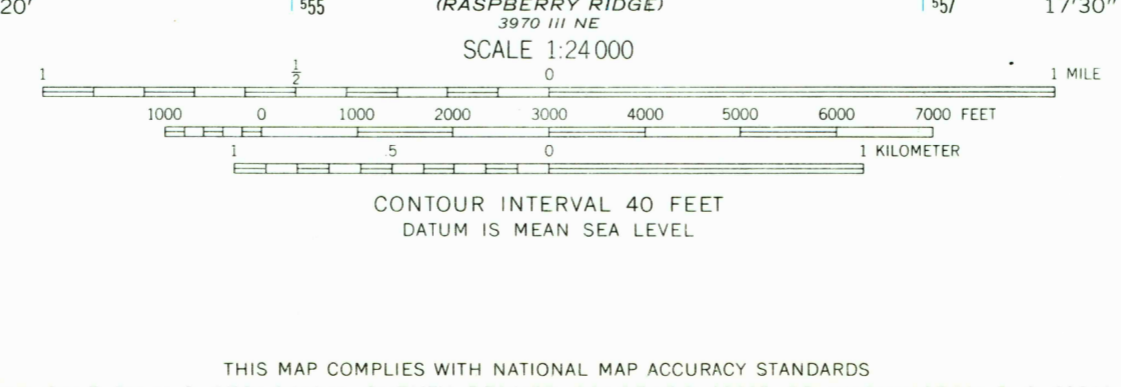 20' ⁵55 (RASPBERRY RIDGE) ⁵57 17'30"
3970 III NE
SCALE 1:24 000
1 ½ 0 1 MILE
1000 0 1000 2000 3000 4000 5000 6000 7000 FEET
1 .5 0 1 KILOMETER
CONTOUR INTERVAL 40 FEET
DATUM IS MEAN SEA LEVEL
THIS MAP COMPLIES WITH NATIONAL MAP ACCURACY STANDARDS